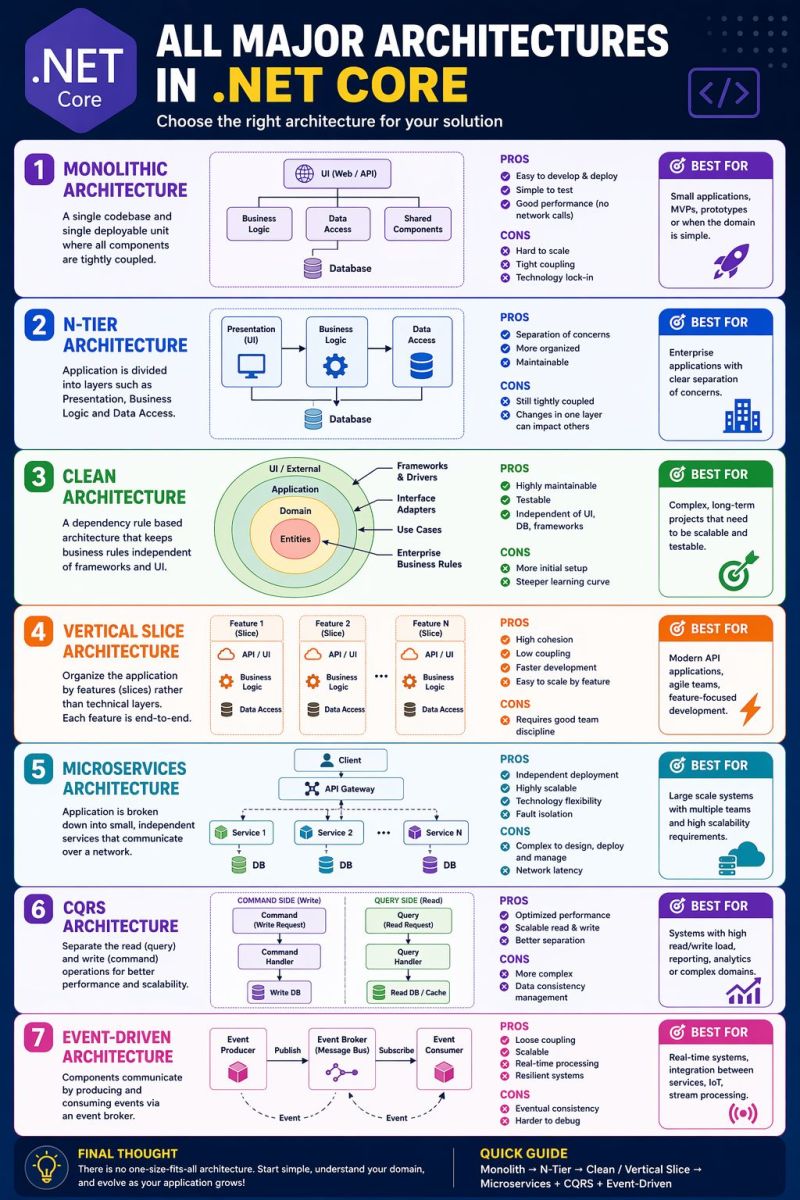 .NET
Core
ALL MAJOR ARCHITECTURES
IN .NET CORE
Choose the right architecture for your solution
</>
1
MONOLITHIC
ARCHITECTURE
A single codebase and
single deployable unit
where all components
are tightly coupled.
UI (Web / API)
Business
Logic
Data
Access
Shared
Components
Database
PROS
Easy to develop & deploy
Simple to test
Good performance (no
network calls)
CONS
Hard to scale
Tight coupling
Technology lock-in
BEST FOR
Small applications,
MVPs, prototypes
or when the domain
is simple.
2
N-TIER
ARCHITECTURE
Application is divided
into layers such as
Presentation, Business
Logic and Data Access.
Presentation
(UI)
Business
Logic
Data
Access
Database
PROS
Separation of concerns
More organized
Maintainable
CONS
Still tightly coupled
Changes in one layer
can impact others
BEST FOR
Enterprise
applications with
clear separation
of concerns.
3
CLEAN
ARCHITECTURE
A dependency rule based
architecture that keeps
business rules independent
of frameworks and UI.
UI / External
Application
Domain
Entities
Frameworks
& Drivers
Interface
Adapters
Use Cases
Enterprise
Business Rules
PROS
Highly maintainable
Testable
Independent of UI,
DB, frameworks
CONS
More initial setup
Steeper learning curve
BEST FOR
Complex, long-term
projects that need
to be scalable and
testable.
4
VERTICAL SLICE
ARCHITECTURE
Organize the application
by features (slices) rather
than technical layers.
Each feature is end-to-end.
Feature 1
(Slice)
API / UI
Business
Logic
Data Access
Feature 2
(Slice)
API / UI
Business
Logic
Data Access
•••
Feature N
(Slice)
API / UI
Business
Logic
Data Access
PROS
High cohesion
Low coupling
Faster development
Easy to scale by feature
CONS
Requires good team
discipline
BEST FOR
Modern API
applications,
agile teams,
feature-focused
development.
5
MICROSERVICES
ARCHITECTURE
Application is broken
down into small, independent
services that communicate
over a network.
Client
API Gateway
Service 1
Service 2
•••
Service N
DB
DB
DB
PROS
Independent deployment
Highly scalable
Technology flexibility
Fault isolation
CONS
Complex to design, deploy
and manage
Network latency
BEST FOR
Large scale systems
with multiple teams
and high scalability
requirements.
6
CQRS
ARCHITECTURE
Separate the read (query)
and write (command)
operations for better
performance and scalability.
COMMAND SIDE (Write)
Command
(Write Request)
Command
Handler
Write DB
QUERY SIDE (Read)
Query
(Read Request)
Query
Handler
Read DB / Cache
PROS
Optimized performance
Scalable read & write
Better separation
CONS
More complex
Data consistency
management
BEST FOR
Systems with high
read/write load,
reporting, analytics
or complex domains.
7
EVENT-DRIVEN
ARCHITECTURE
Components communicate
by producing and
consuming events via
an event broker.
Event
Producer
Publish
Event Broker
(Message Bus)
Subscribe
Event
Consumer
Event
Event
PROS
Loose coupling
Scalable
Real-time processing
Resilient systems
CONS
Eventual consistency
Harder to debug
BEST FOR
Real-time systems,
integration between
services, IoT,
stream processing.
FINAL THOUGHT
There is no one-size-fits-all architecture. Start simple, understand your domain,
and evolve as your application grows!
QUICK GUIDE
Monolith → N-Tier → Clean / Vertical Slice →
Microservices + CQRS + Event-Driven